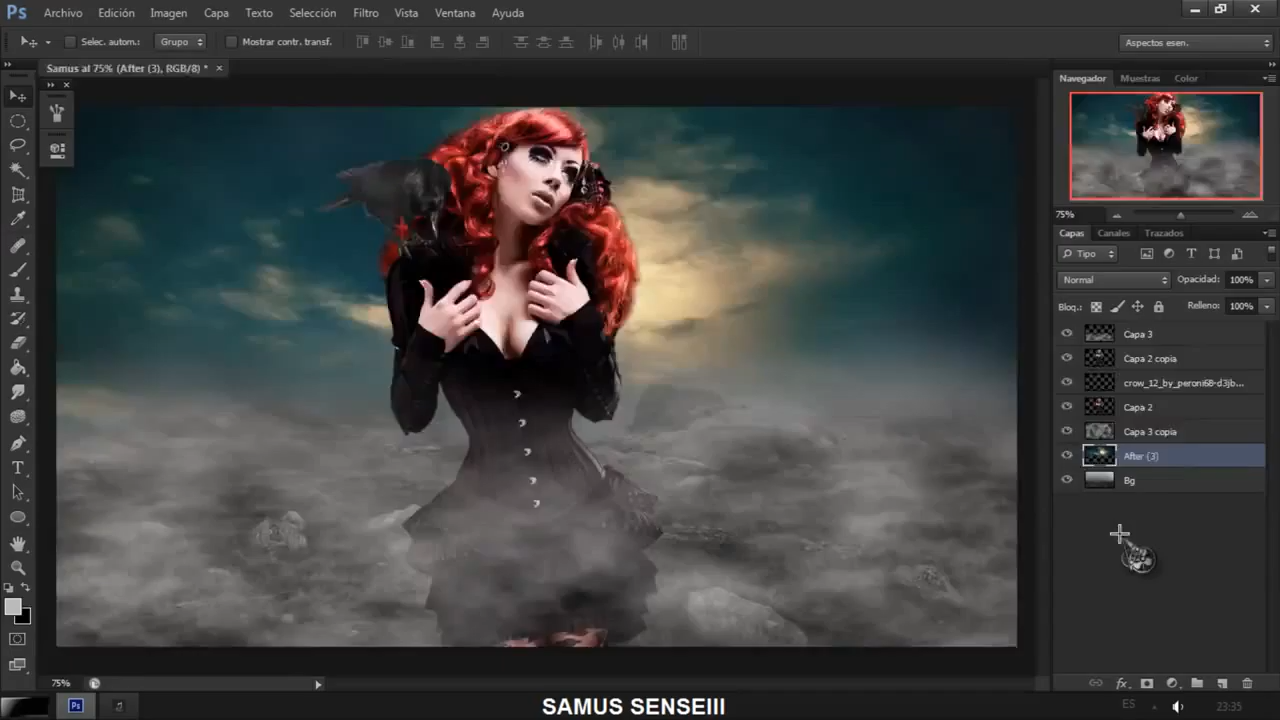 Ps Archivo Edición Imagen Capa Texto Selección Filtro Vista Ventana Ayuda
Selec. autom.: Grupo Mostrar contr. transf. Aspectos esen.
Samus al 75% (After (3), RGB/8) * ×
Navegador Muestras Color
75%
Capas Canales Trazados
Tipo
Normal Opacidad: 100%
Bloq.: Relleno: 100%
Capa 3
Capa 2 copia
crow_12_by_peroni68-d3jb...
Capa 2
Capa 3 copia
After (3)
Bg
75%
Ps SAMUS SENSEIII ES 23:35